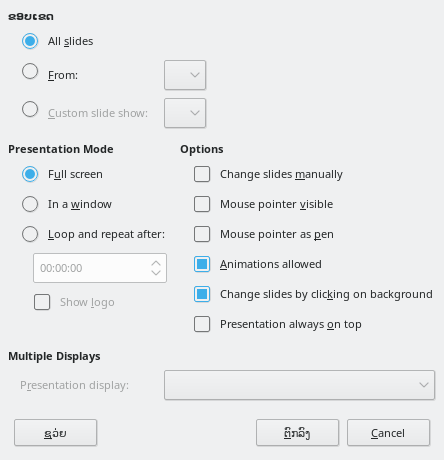 ຂອບເຂດ
All slides
From:
Custom slide show:
Presentation Mode
Options
Full screen
Change slides manually
In a window
Mouse pointer visible
Loop and repeat after:
Mouse pointer as pen
00:00:00
Animations allowed
Show logo
Change slides by clicking on background
Presentation always on top
Multiple Displays
Presentation display:
ຊ່ວຍ
ຕົກລົງ
Cancel